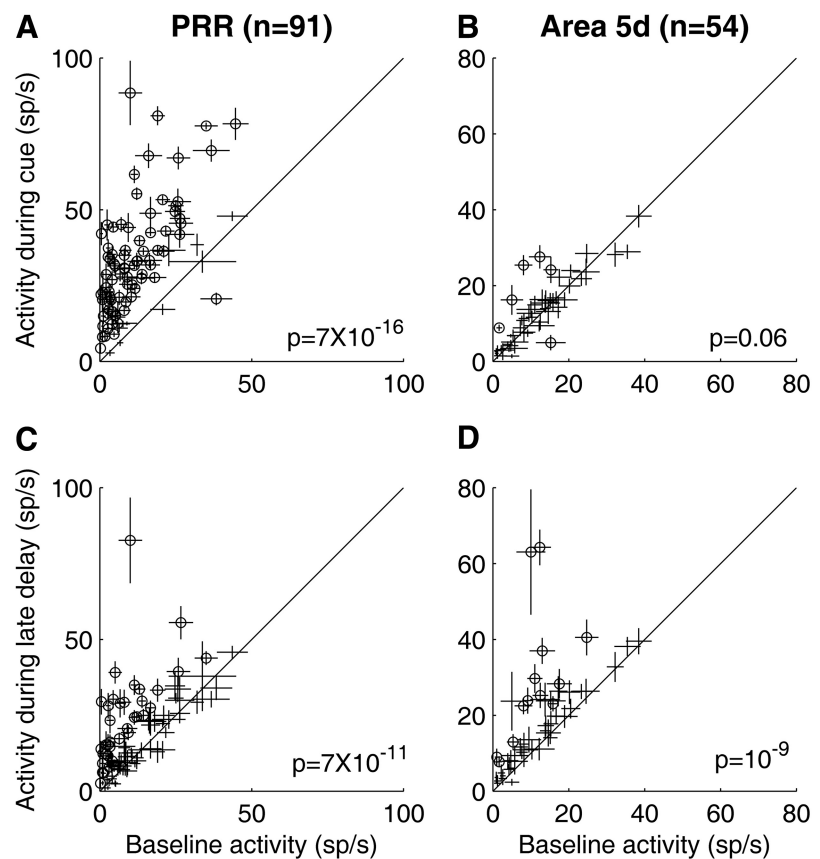 A PRR (n=91)
B Area 5d (n=54)
Activity during cue (sp/s)
100
50
0
0 50 100
p=7X10-16
80
60
40
20
0
0 20 40 60 80
p=0.06
C
D
Activity during late delay (sp/s)
100
50
0
0 50 100
p=7X10-11
Baseline activity (sp/s)
80
60
40
20
0
0 20 40 60 80
p=10-9
Baseline activity (sp/s)